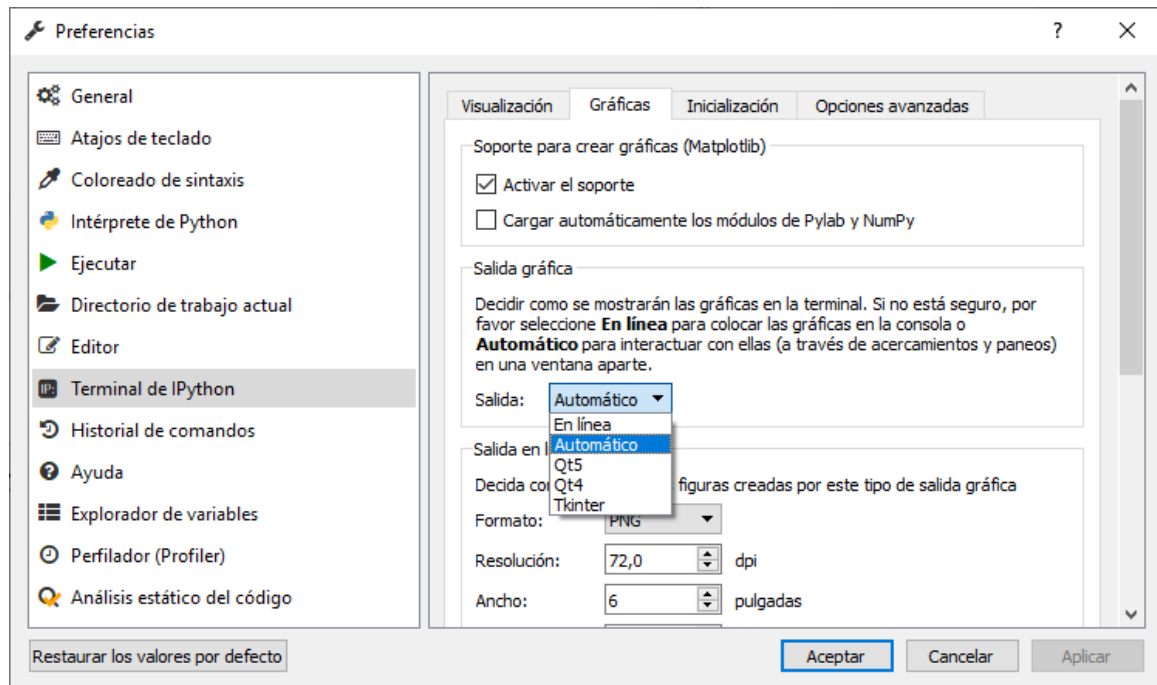 Preferencias
?
General
Atajos de teclado
Coloreado de sintaxis
Intérprete de Python
Ejecutar
Directorio de trabajo actual
Editor
IP: Terminal de IPython
Historial de comandos
Ayuda
Explorador de variables
Perfilador (Profiler)
Análisis estático del código
Visualización Gráficas Inicialización Opciones avanzadas
Soporte para crear gráficas (Matplotlib)
Activar el soporte
Cargar automáticamente los módulos de Pylab y NumPy
Salida gráfica
Decidir como se mostrarán las gráficas en la terminal. Si no está seguro, por
favor seleccione En línea para colocar las gráficas en la consola o
Automático para interactuar con ellas (a través de acercamientos y paneos)
en una ventana aparte.
Salida: Automático
En línea
Automático
Qt5
Qt4
Tkinter
Salida en
figuras creadas por este tipo de salida gráfica
Formato: PNG
Resolución: 72,0 dpi
Ancho: 6 pulgadas
Restaurar los valores por defecto
Aceptar Cancelar Aplicar